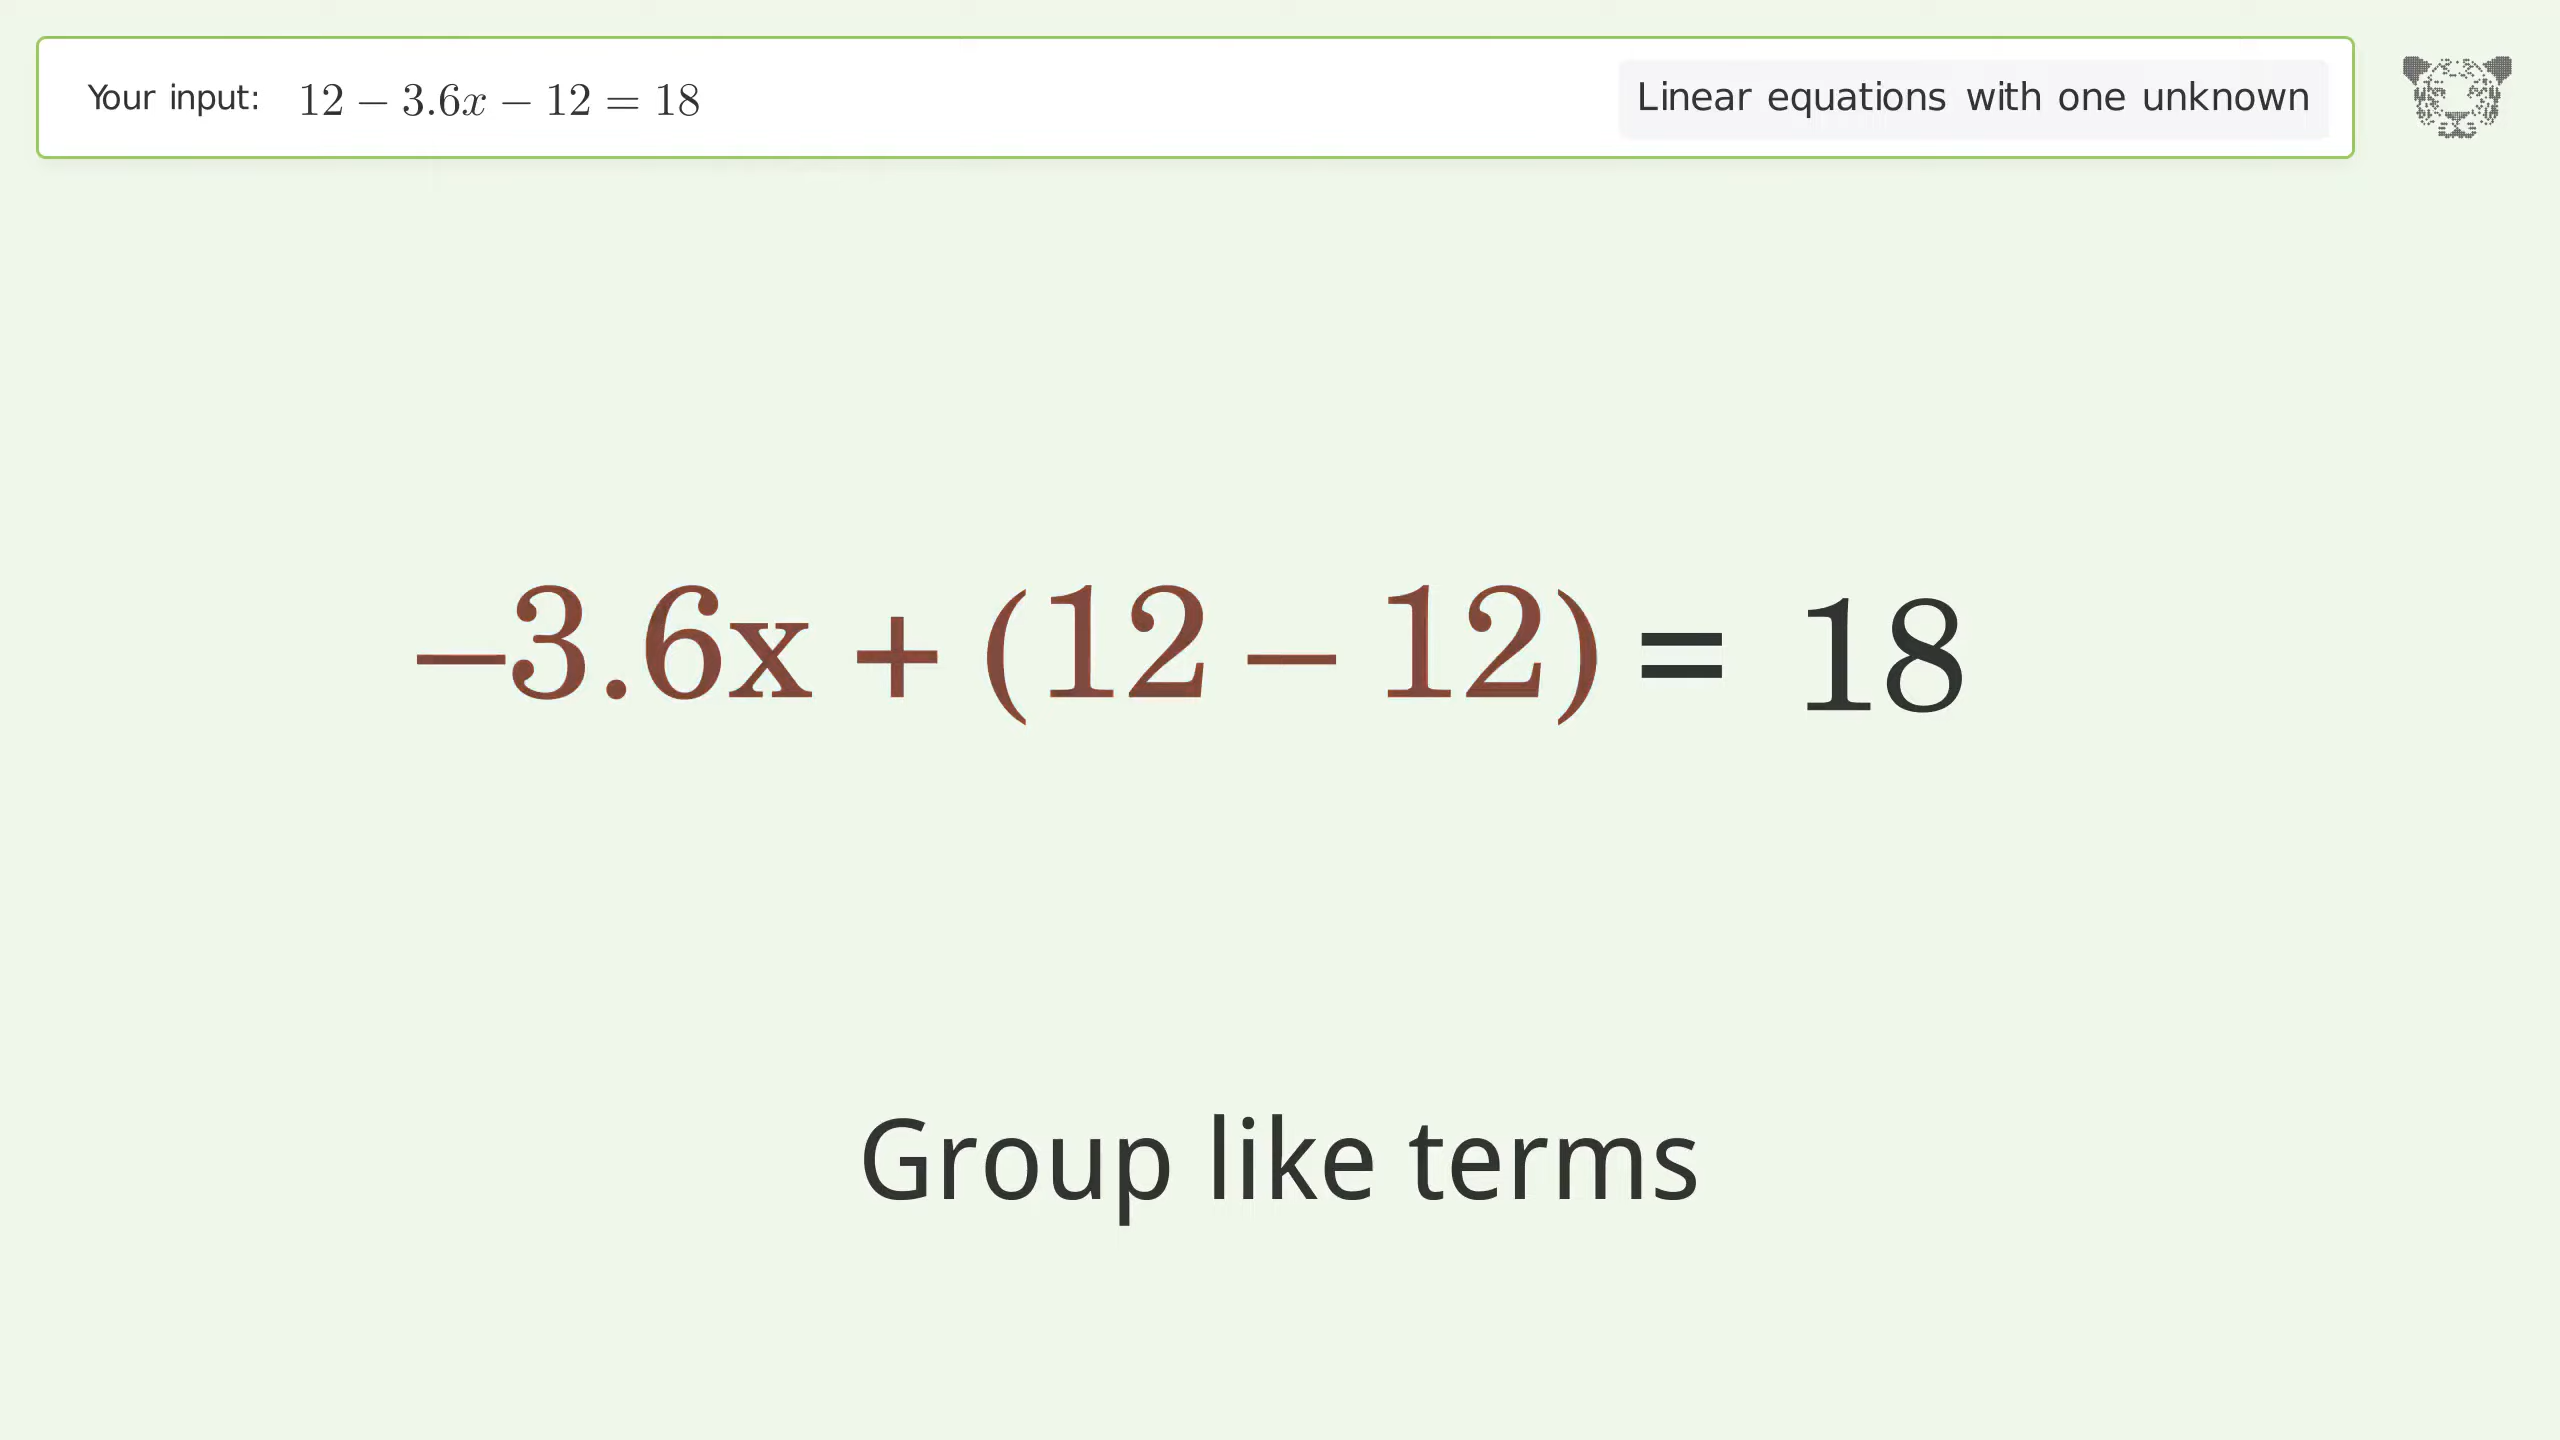 Your input: 12 − 3.6x − 12 = 18
Linear equations with one unknown
−3.6x + (12 − 12) = 18
Group like terms